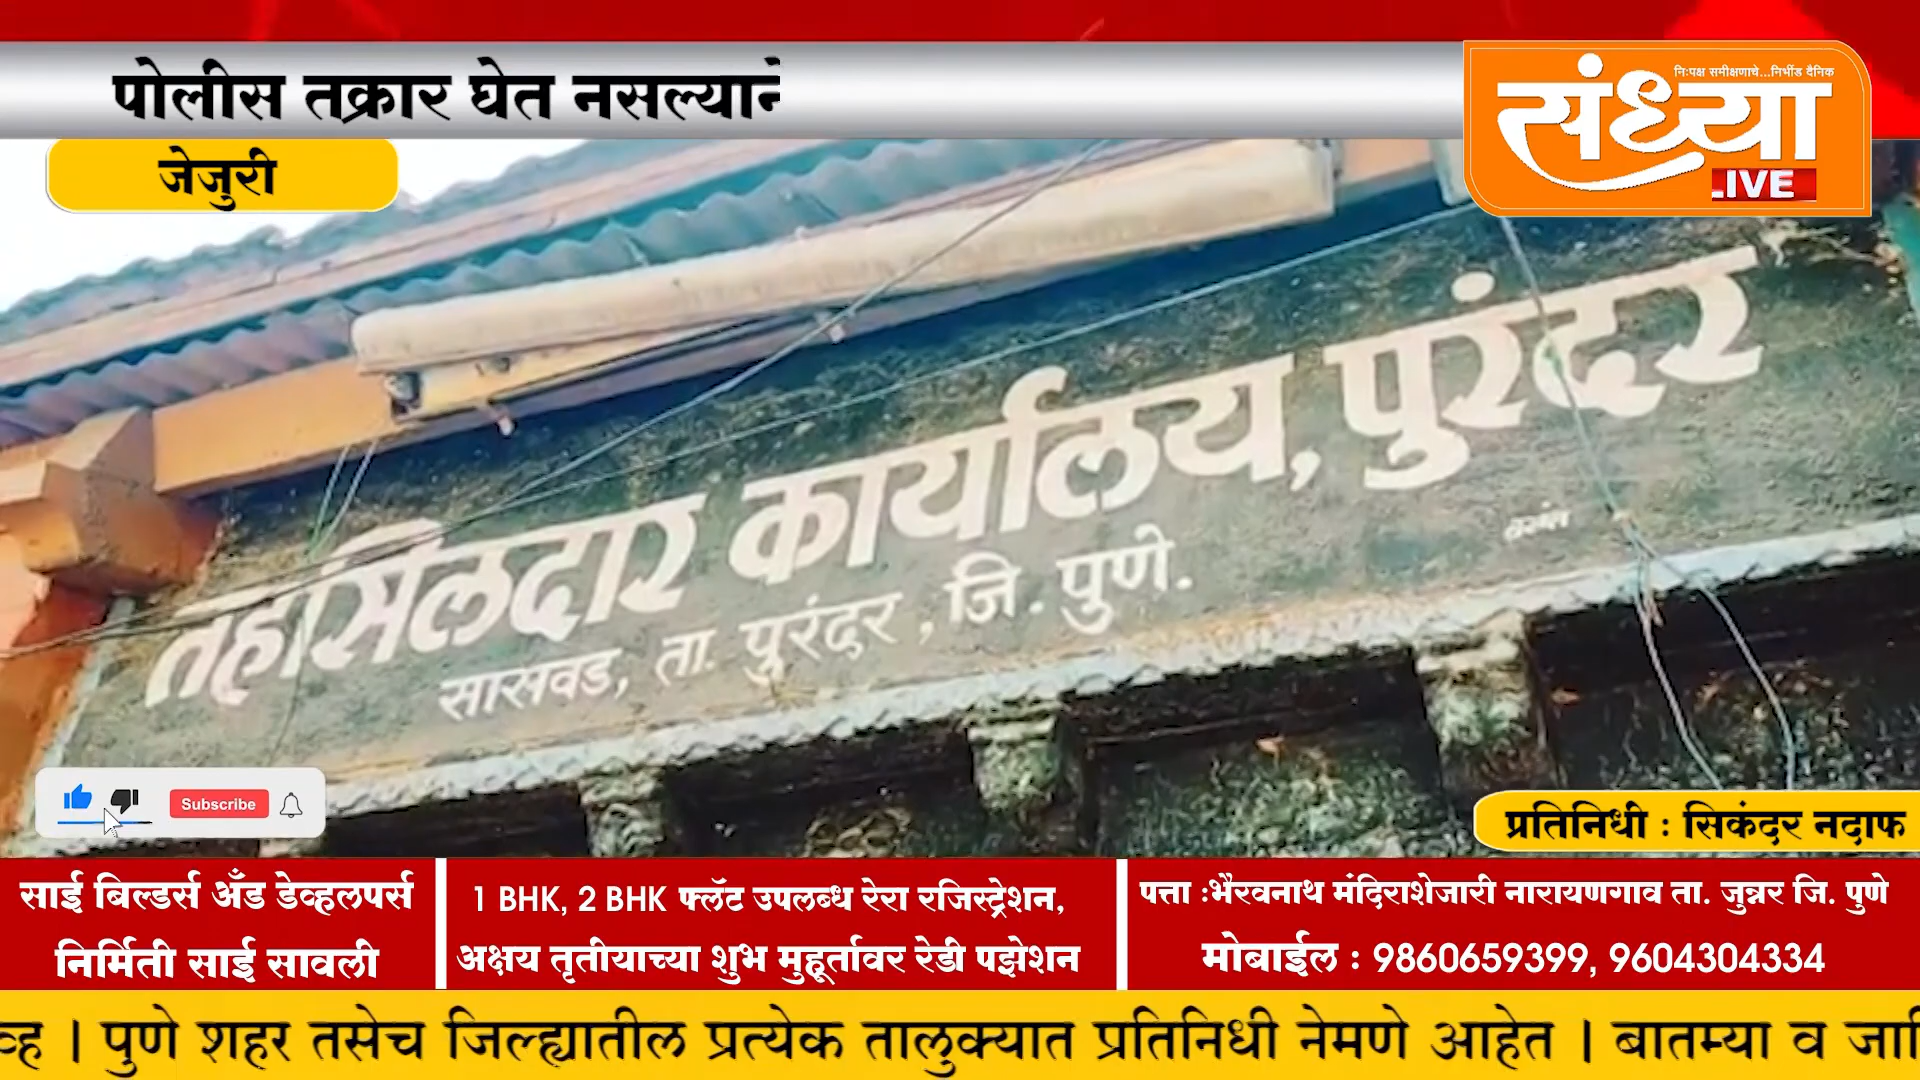 पोलीस तक्रार घेत नसल्याने
निःपक्ष समीक्षणाचे...निर्भीड दैनिक
संध्या
LIVE
जेजुरी
तहसिलदार कार्यालय, पुरंदर
सासवड, ता. पुरंदर, जि. पुणे.
Subscribe
प्रतिनिधी : सिकंदर नदाफ
साई बिल्डर्स अँड डेव्हलपर्स
निर्मिती साई सावली
1 BHK, 2 BHK फ्लॅट उपलब्ध रेरा रजिस्ट्रेशन,
अक्षय तृतीयाच्या शुभ मुहूर्तावर रेडी पझेशन
पत्ता :भैरवनाथ मंदिराशेजारी नारायणगाव ता. जुन्नर जि. पुणे
मोबाईल : 9860659399, 9604304334
व्ह | पुणे शहर तसेच जिल्ह्यातील प्रत्येक तालुक्यात प्रतिनिधी नेमणे आहेत | बातम्या व जा